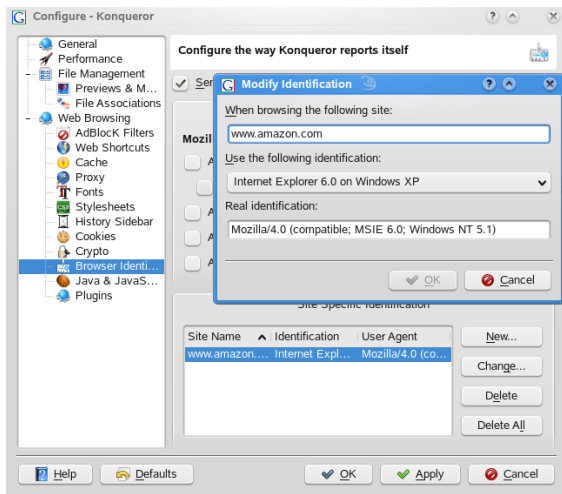 Configure - Konqueror
General
Performance
File Management
Previews & M...
File Associations
Web Browsing
AdBlocK Filters
Web Shortcuts
Cache
Proxy
Fonts
Stylesheets
History Sidebar
Cookies
Crypto
Browser Identi...
Java & JavaS...
Plugins
Configure the way Konqueror reports itself
Modify Identification
When browsing the following site:
www.amazon.com
Use the following identification:
Internet Explorer 6.0 on Windows XP
Real identification:
Mozilla/4.0 (compatible; MSIE 6.0; Windows NT 5.1)
OK Cancel
Site Name Identification User Agent
www.amazon.... Internet Expl... Mozilla/4.0 (co...
New...
Change...
Delete
Delete All
Help Defaults OK Apply Cancel